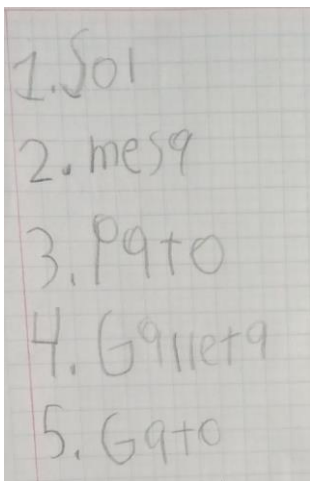 1. Sol
2. mesa
3. Pato
4. Galleta
5. Gato